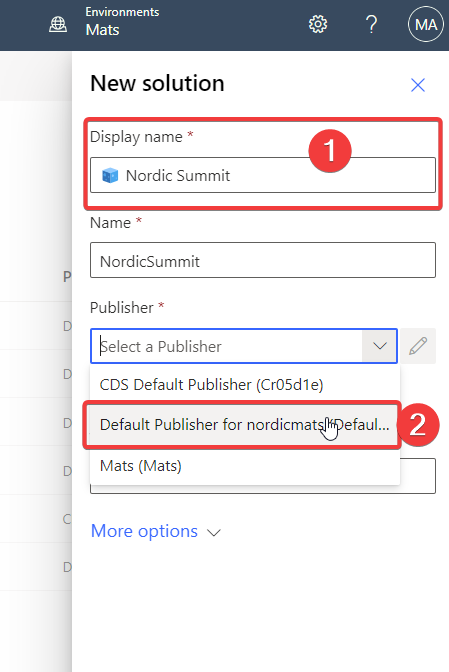 Environments
Mats
?
MA
New solution
Display name *
1
Nordic Summit
Name *
NordicSummit
Publisher *
Select a Publisher
CDS Default Publisher (Cr05d1e)
Default Publisher for nordicmats (Defaul...
2
Mats (Mats)
More options
P
D
D
D
D
C
D